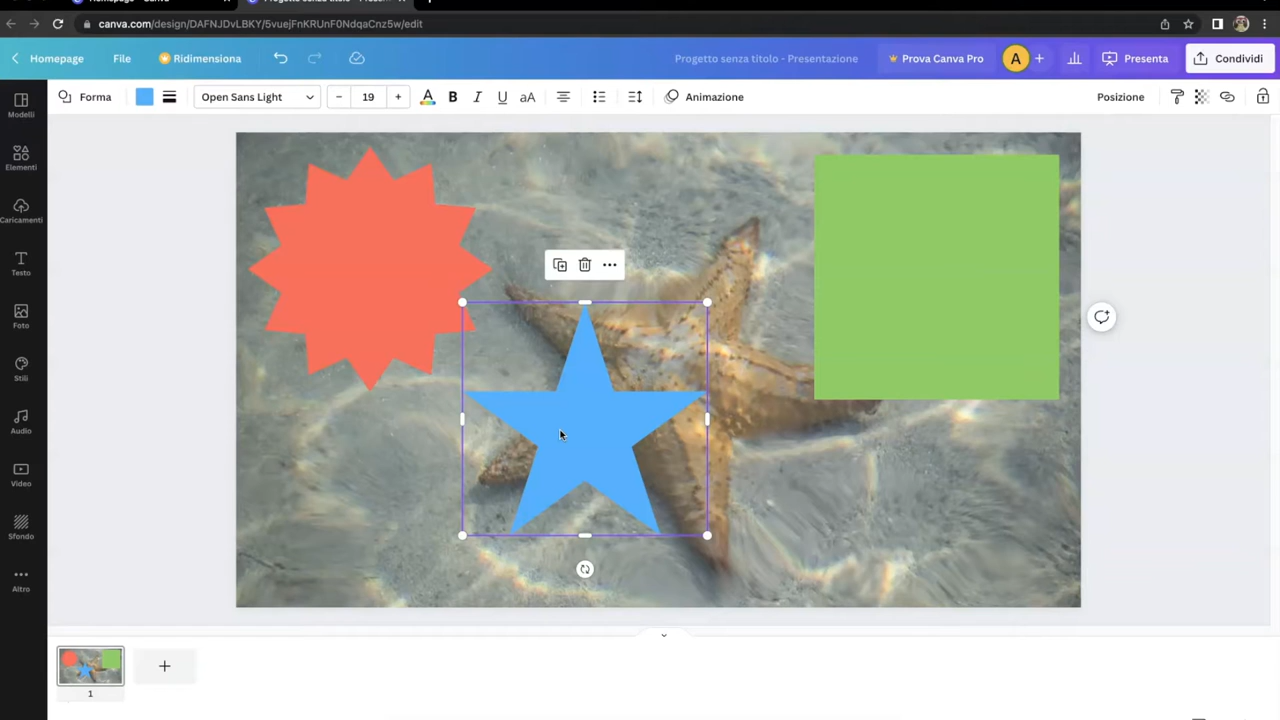 canva.com/design/DAFNJDvLBKY/5vuejFnKRUnF0NdqaCnz5w/edit
Homepage
File
Ridimensiona
Progetto senza titolo - Presentazione
Prova Canva Pro
A
Presenta
Condividi
Forma
Open Sans Light
19
A
B
I
U
aA
Animazione
Posizione
Modelli
Elementi
Caricamenti
Testo
Foto
Stili
Audio
Video
Sfondo
Altro
1